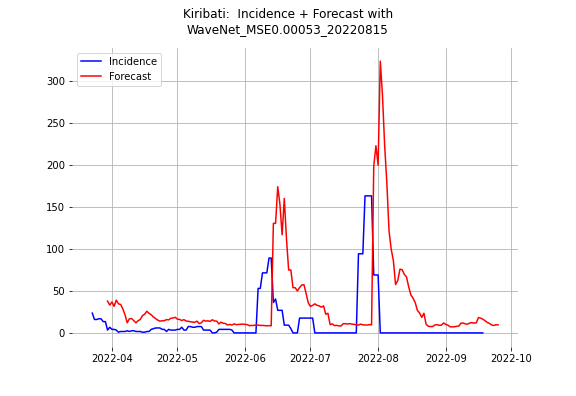 Kiribati:  Incidence + Forecast with
WaveNet_MSE0.00053_20220815
Incidence
Forecast
300
250
200
150
100
50
0
2022-04 2022-05 2022-06 2022-07 2022-08 2022-09 2022-10